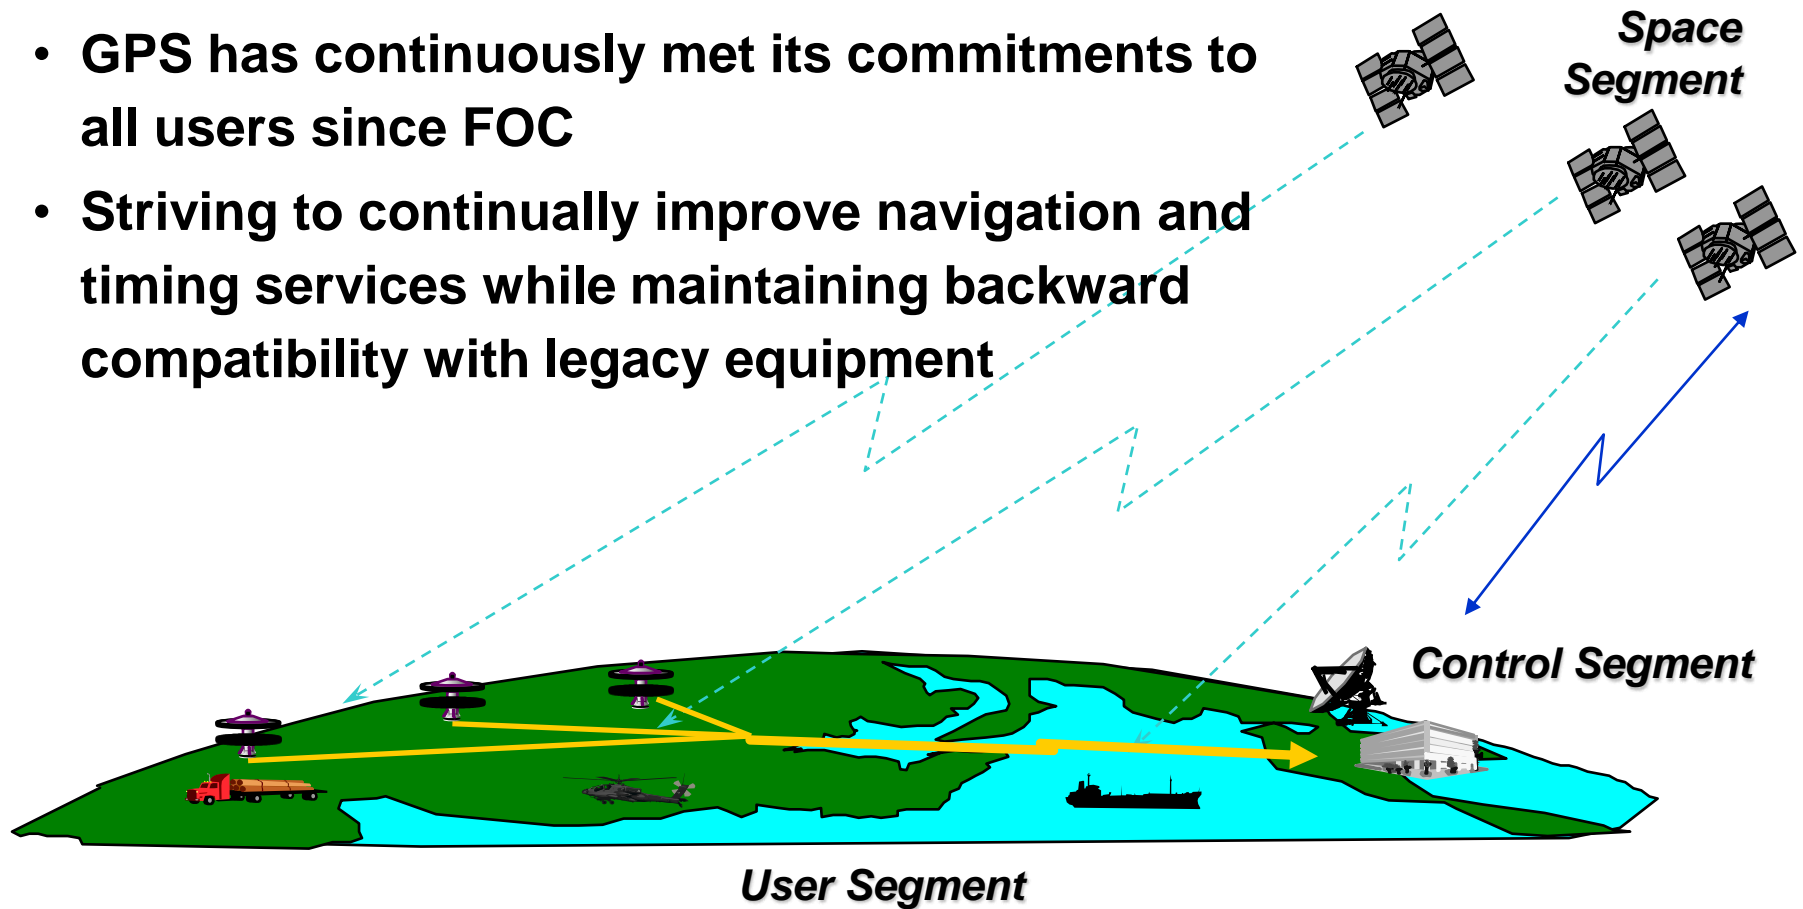 • GPS has continuously met its commitments to
all users since FOC
• Striving to continually improve navigation and
timing services while maintaining backward
compatibility with legacy equipment
Space
Segment
Control Segment
User Segment